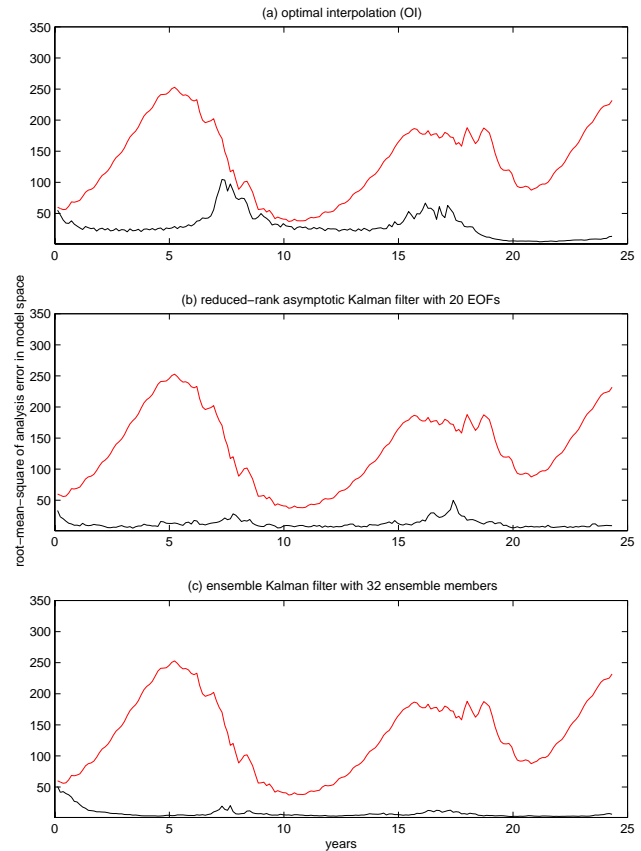 (a) optimal interpolation (OI)
350
300
250
200
150
100
50
0 5 10 15 20 25
root−mean−square of analysis error in model space
(b) reduced−rank asymptotic Kalman filter with 20 EOFs
350
300
250
200
150
100
50
0 5 10 15 20 25
(c) ensemble Kalman filter with 32 ensemble members
350
300
250
200
150
100
50
0 5 10 15 20 25
years